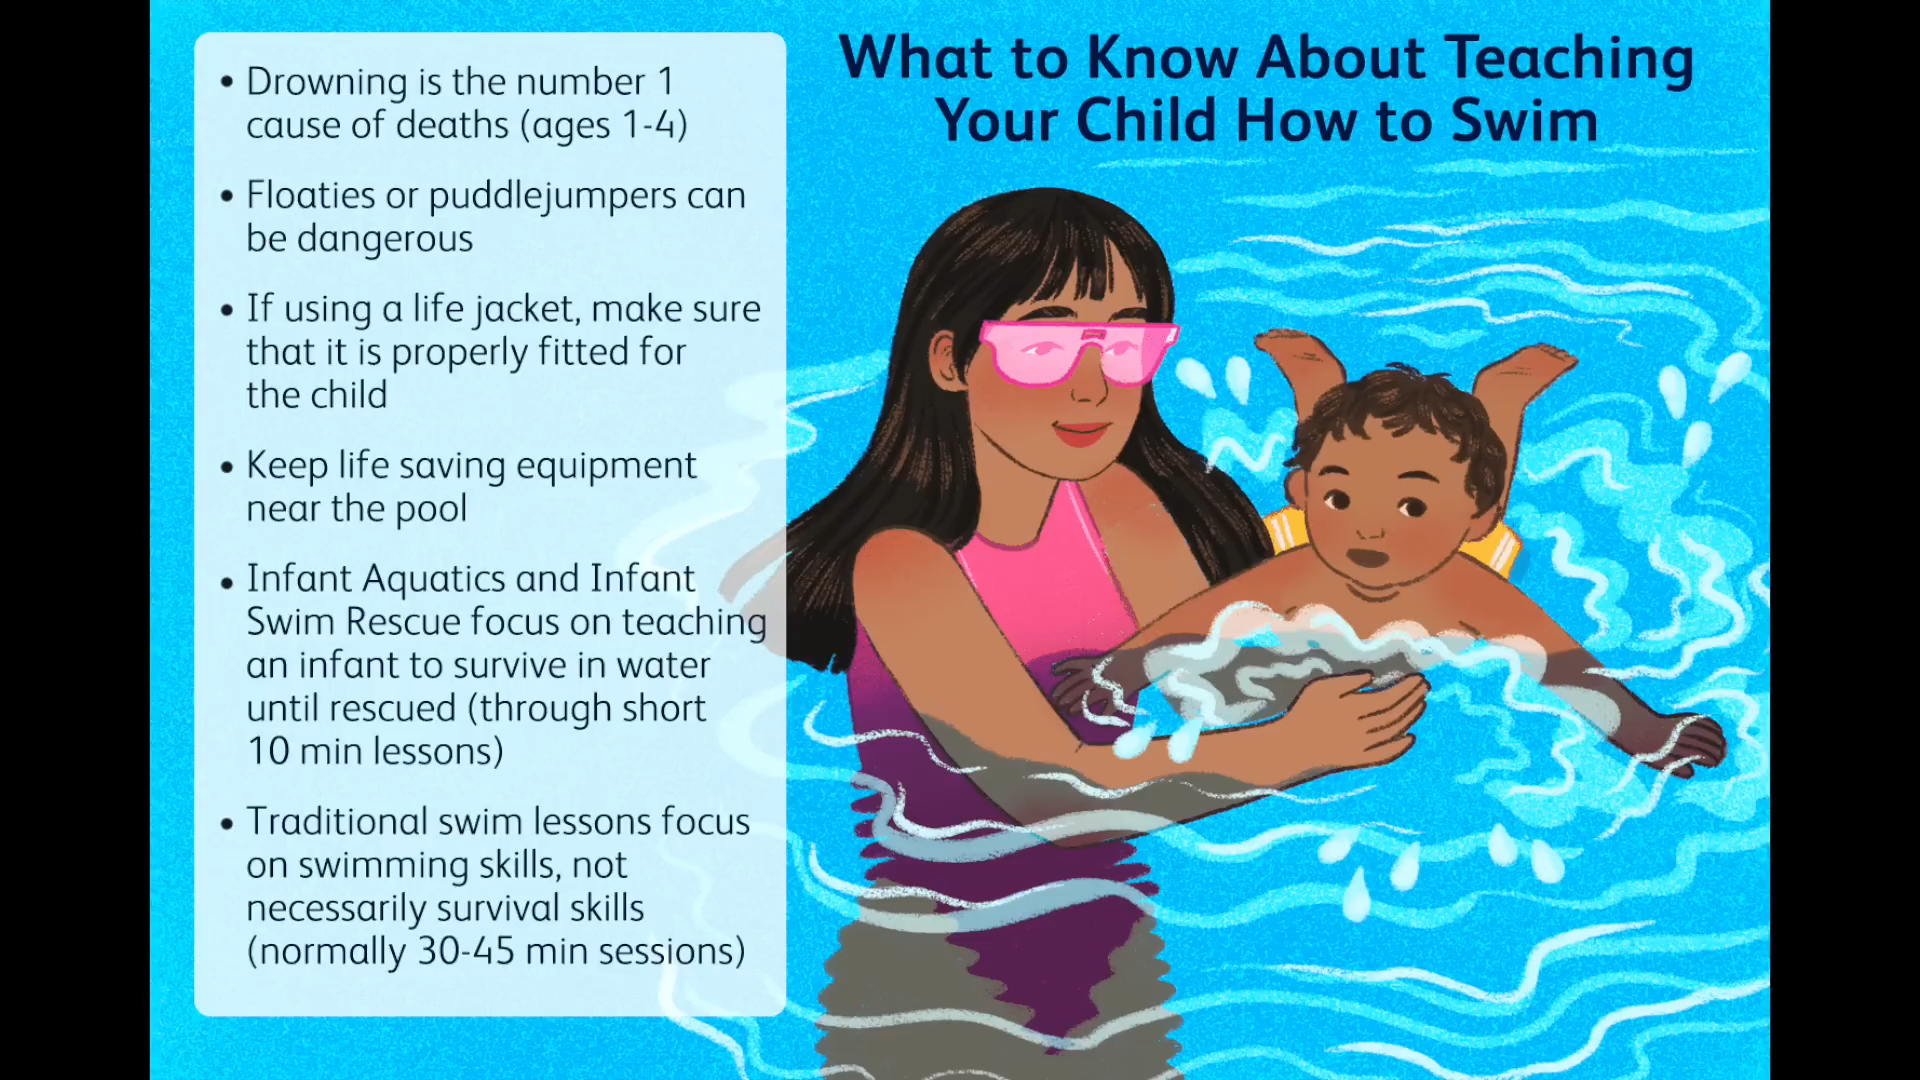 What to Know About Teaching
Your Child How to Swim
• Drowning is the number 1
cause of deaths (ages 1-4)
• Floaties or puddlejumpers can
be dangerous
• If using a life jacket, make sure
that it is properly fitted for
the child
• Keep life saving equipment
near the pool
• Infant Aquatics and Infant
Swim Rescue focus on teaching
an infant to survive in water
until rescued (through short
10 min lessons)
• Traditional swim lessons focus
on swimming skills, not
necessarily survival skills
(normally 30-45 min sessions)